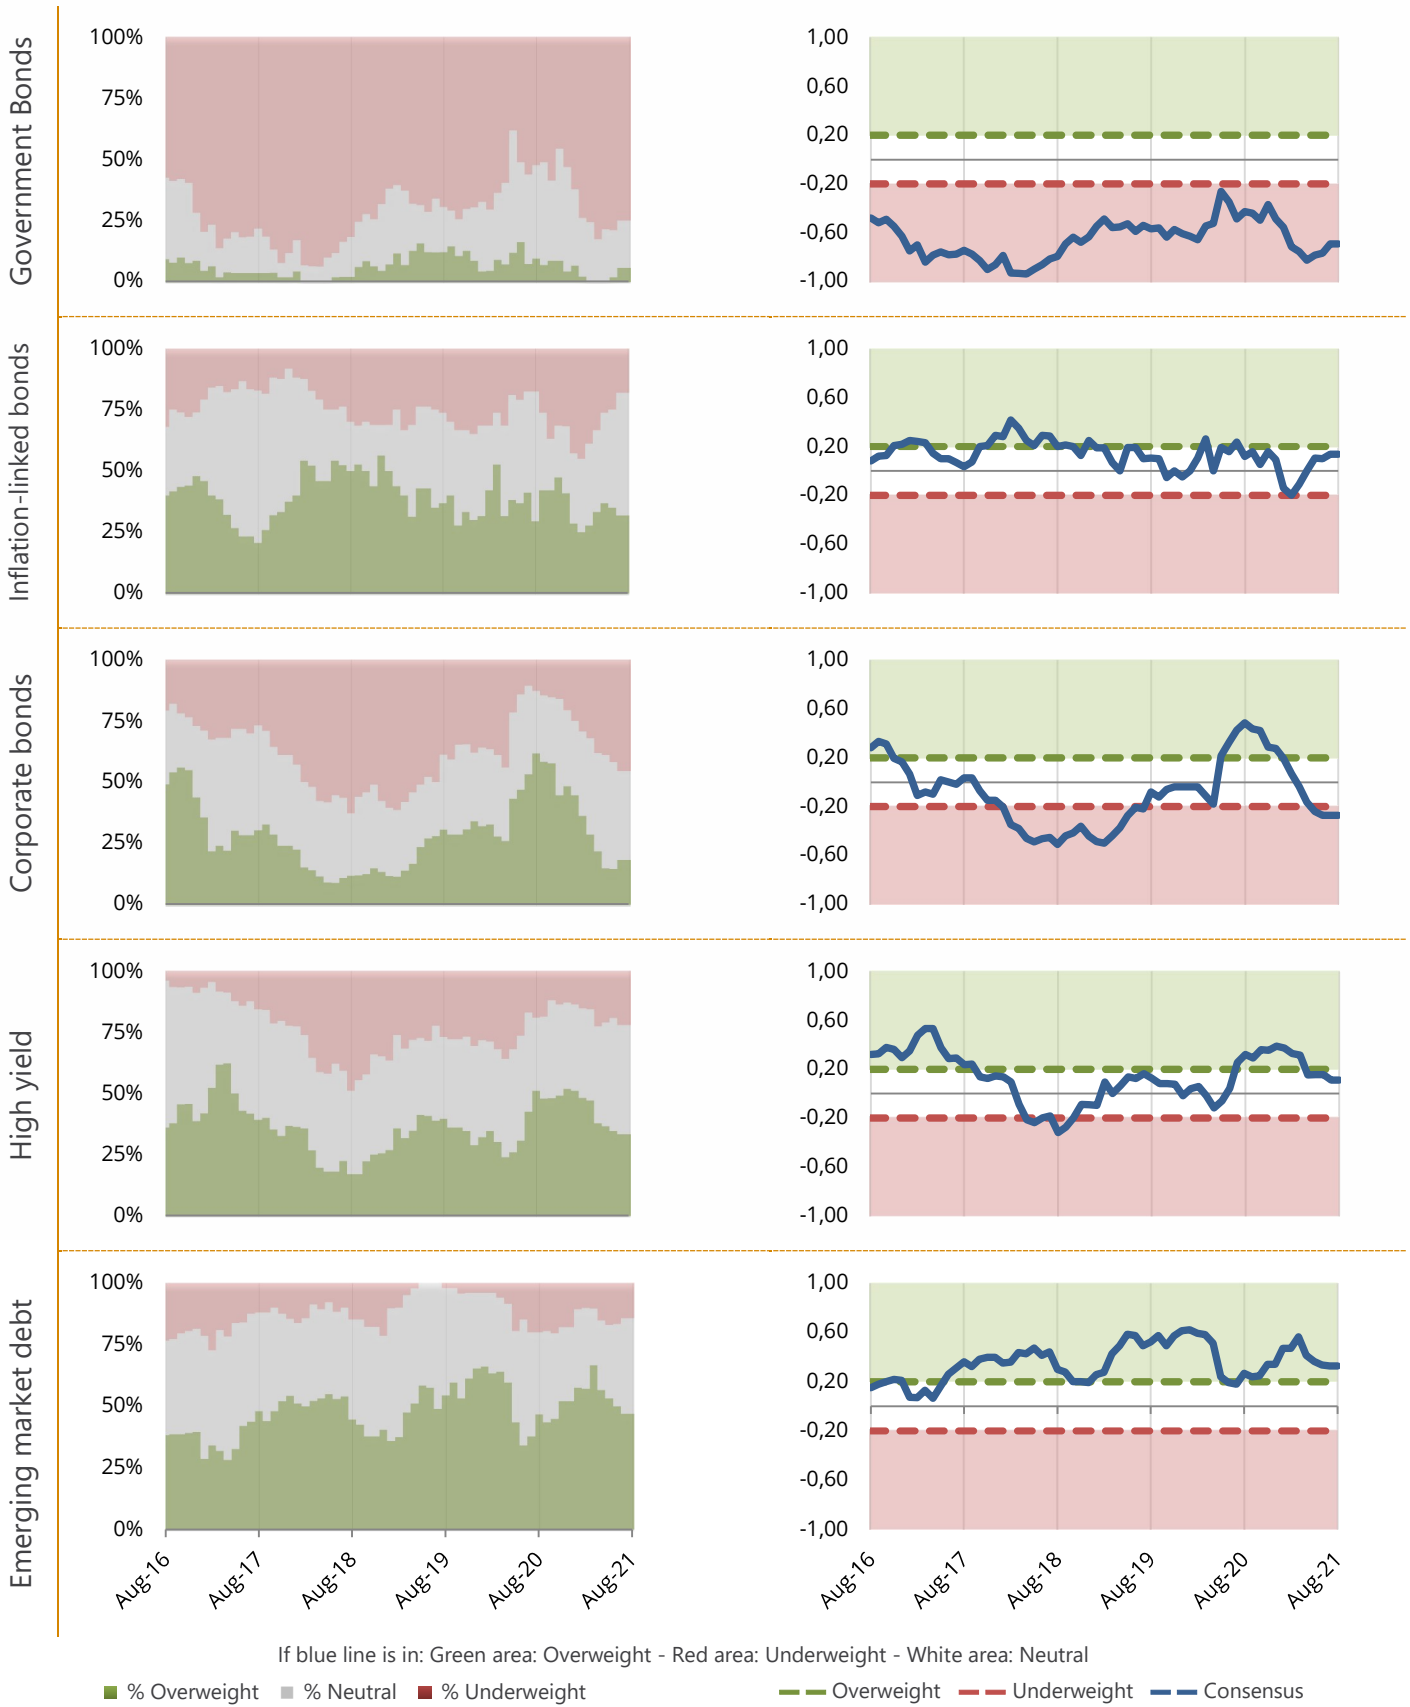 Government Bonds
100%
75%
50%
25%
0%
1,00
0,60
0,20
-0,20
-0,60
-1,00
Inflation-linked bonds
100%
75%
50%
25%
0%
1,00
0,60
0,20
-0,20
-0,60
-1,00
Corporate bonds
100%
75%
50%
25%
0%
1,00
0,60
0,20
-0,20
-0,60
-1,00
High yield
100%
75%
50%
25%
0%
1,00
0,60
0,20
-0,20
-0,60
-1,00
Emerging market debt
100%
75%
50%
25%
0%
Aug-16
Aug-17
Aug-18
Aug-19
Aug-20
Aug-21
1,00
0,60
0,20
-0,20
-0,60
-1,00
Aug-16
Aug-17
Aug-18
Aug-19
Aug-20
Aug-21
If blue line is in: Green area: Overweight - Red area: Underweight - White area: Neutral
% Overweight % Neutral % Underweight
Overweight Underweight Consensus